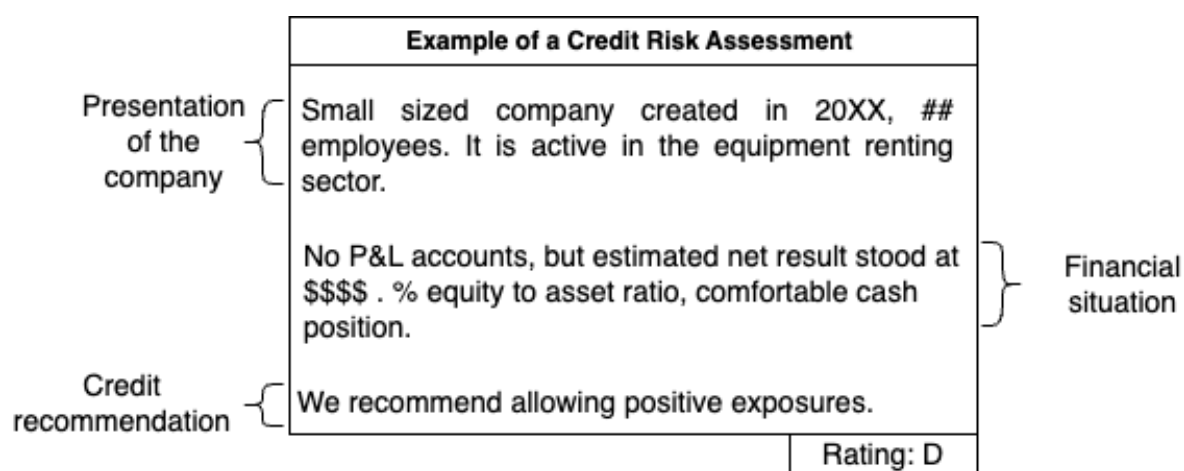 Example of a Credit Risk Assessment
Presentation
of the
company
Small sized company created in 20XX, ##
employees. It is active in the equipment renting
sector.
No P&L accounts, but estimated net result stood at
$$$$ . % equity to asset ratio, comfortable cash
position.
Financial
situation
Credit
recommendation
We recommend allowing positive exposures.
Rating: D